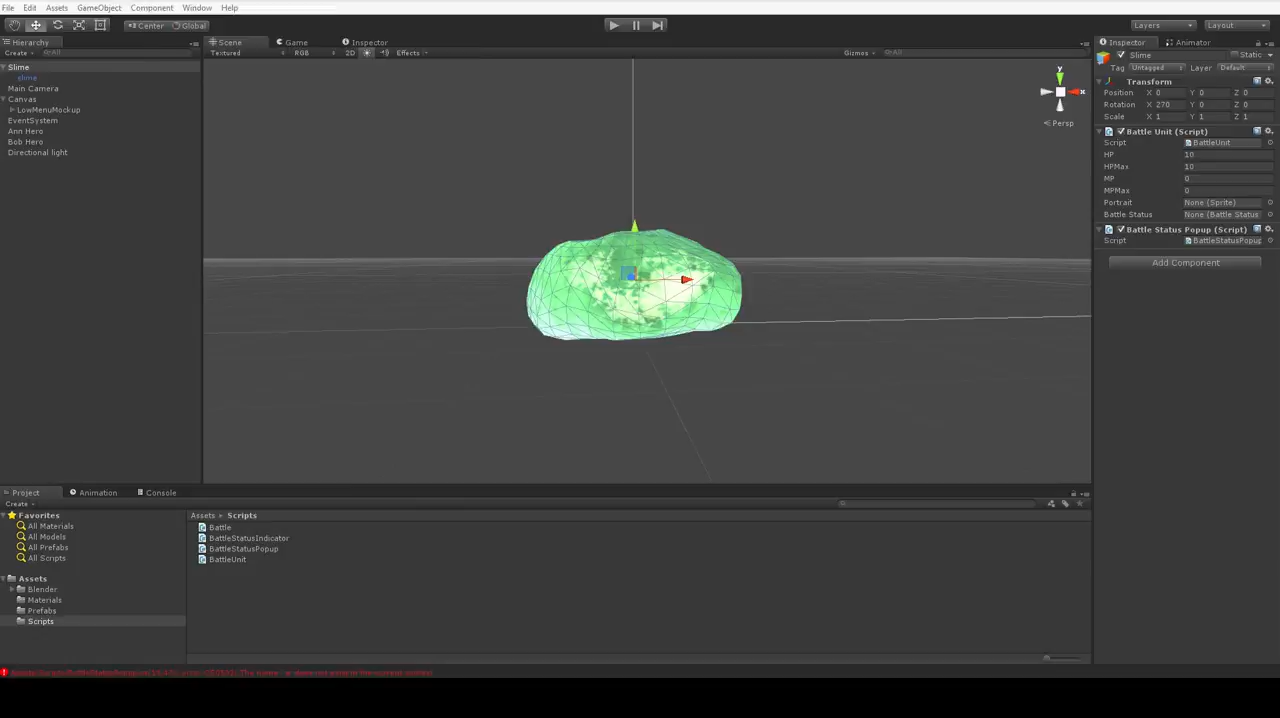 File Edit Assets GameObject Component Window Help
Center Global Layers Layout
Hierarchy Scene Game Inspector Inspector Animator
Create All Textured RGB 2D Effects Gizmos All
Slime Slime Static
slime Tag Untagged Layer Default
Main Camera
Canvas
LowMenuMockup
EventSystem
Ann Hero
Bob Hero
Directional light
y
x
Persp
Transform
Position X 0 Y 0 Z 0
Rotation X 270 Y 0 Z 0
Scale X 1 Y 1 Z 1
Battle Unit (Script)
Script BattleUnit
HP 10
HPMax 10
MP 0
MPMax 0
Portrait None (Sprite)
Battle Status None (Battle Status
Battle Status Popup (Script)
Script BattleStatusPopup
Add Component
Project Animation Console
Create
Favorites
All Materials
All Models
All Prefabs
All Scripts
Assets
Blender
Materials
Prefabs
Scripts
Assets Scripts
Battle
BattleStatusIndicator
BattleStatusPopup
BattleUnit